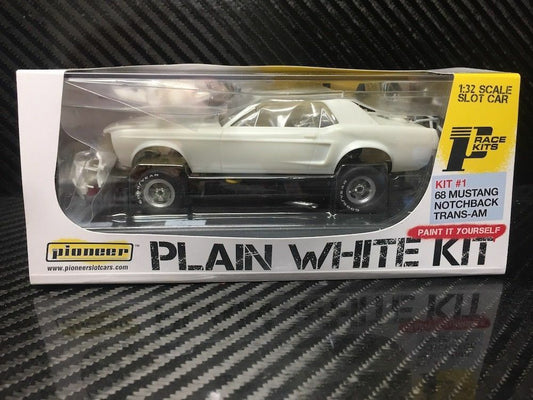 1:32 SCALE
SLOT CAR
P RACE
KITS
KIT #1
68 MUSTANG
NOTCHBACK
TRANS-AM
PAINT IT YOURSELF
pioneer
www.pioneerslotcars.com
PLAIN WHITE KIT